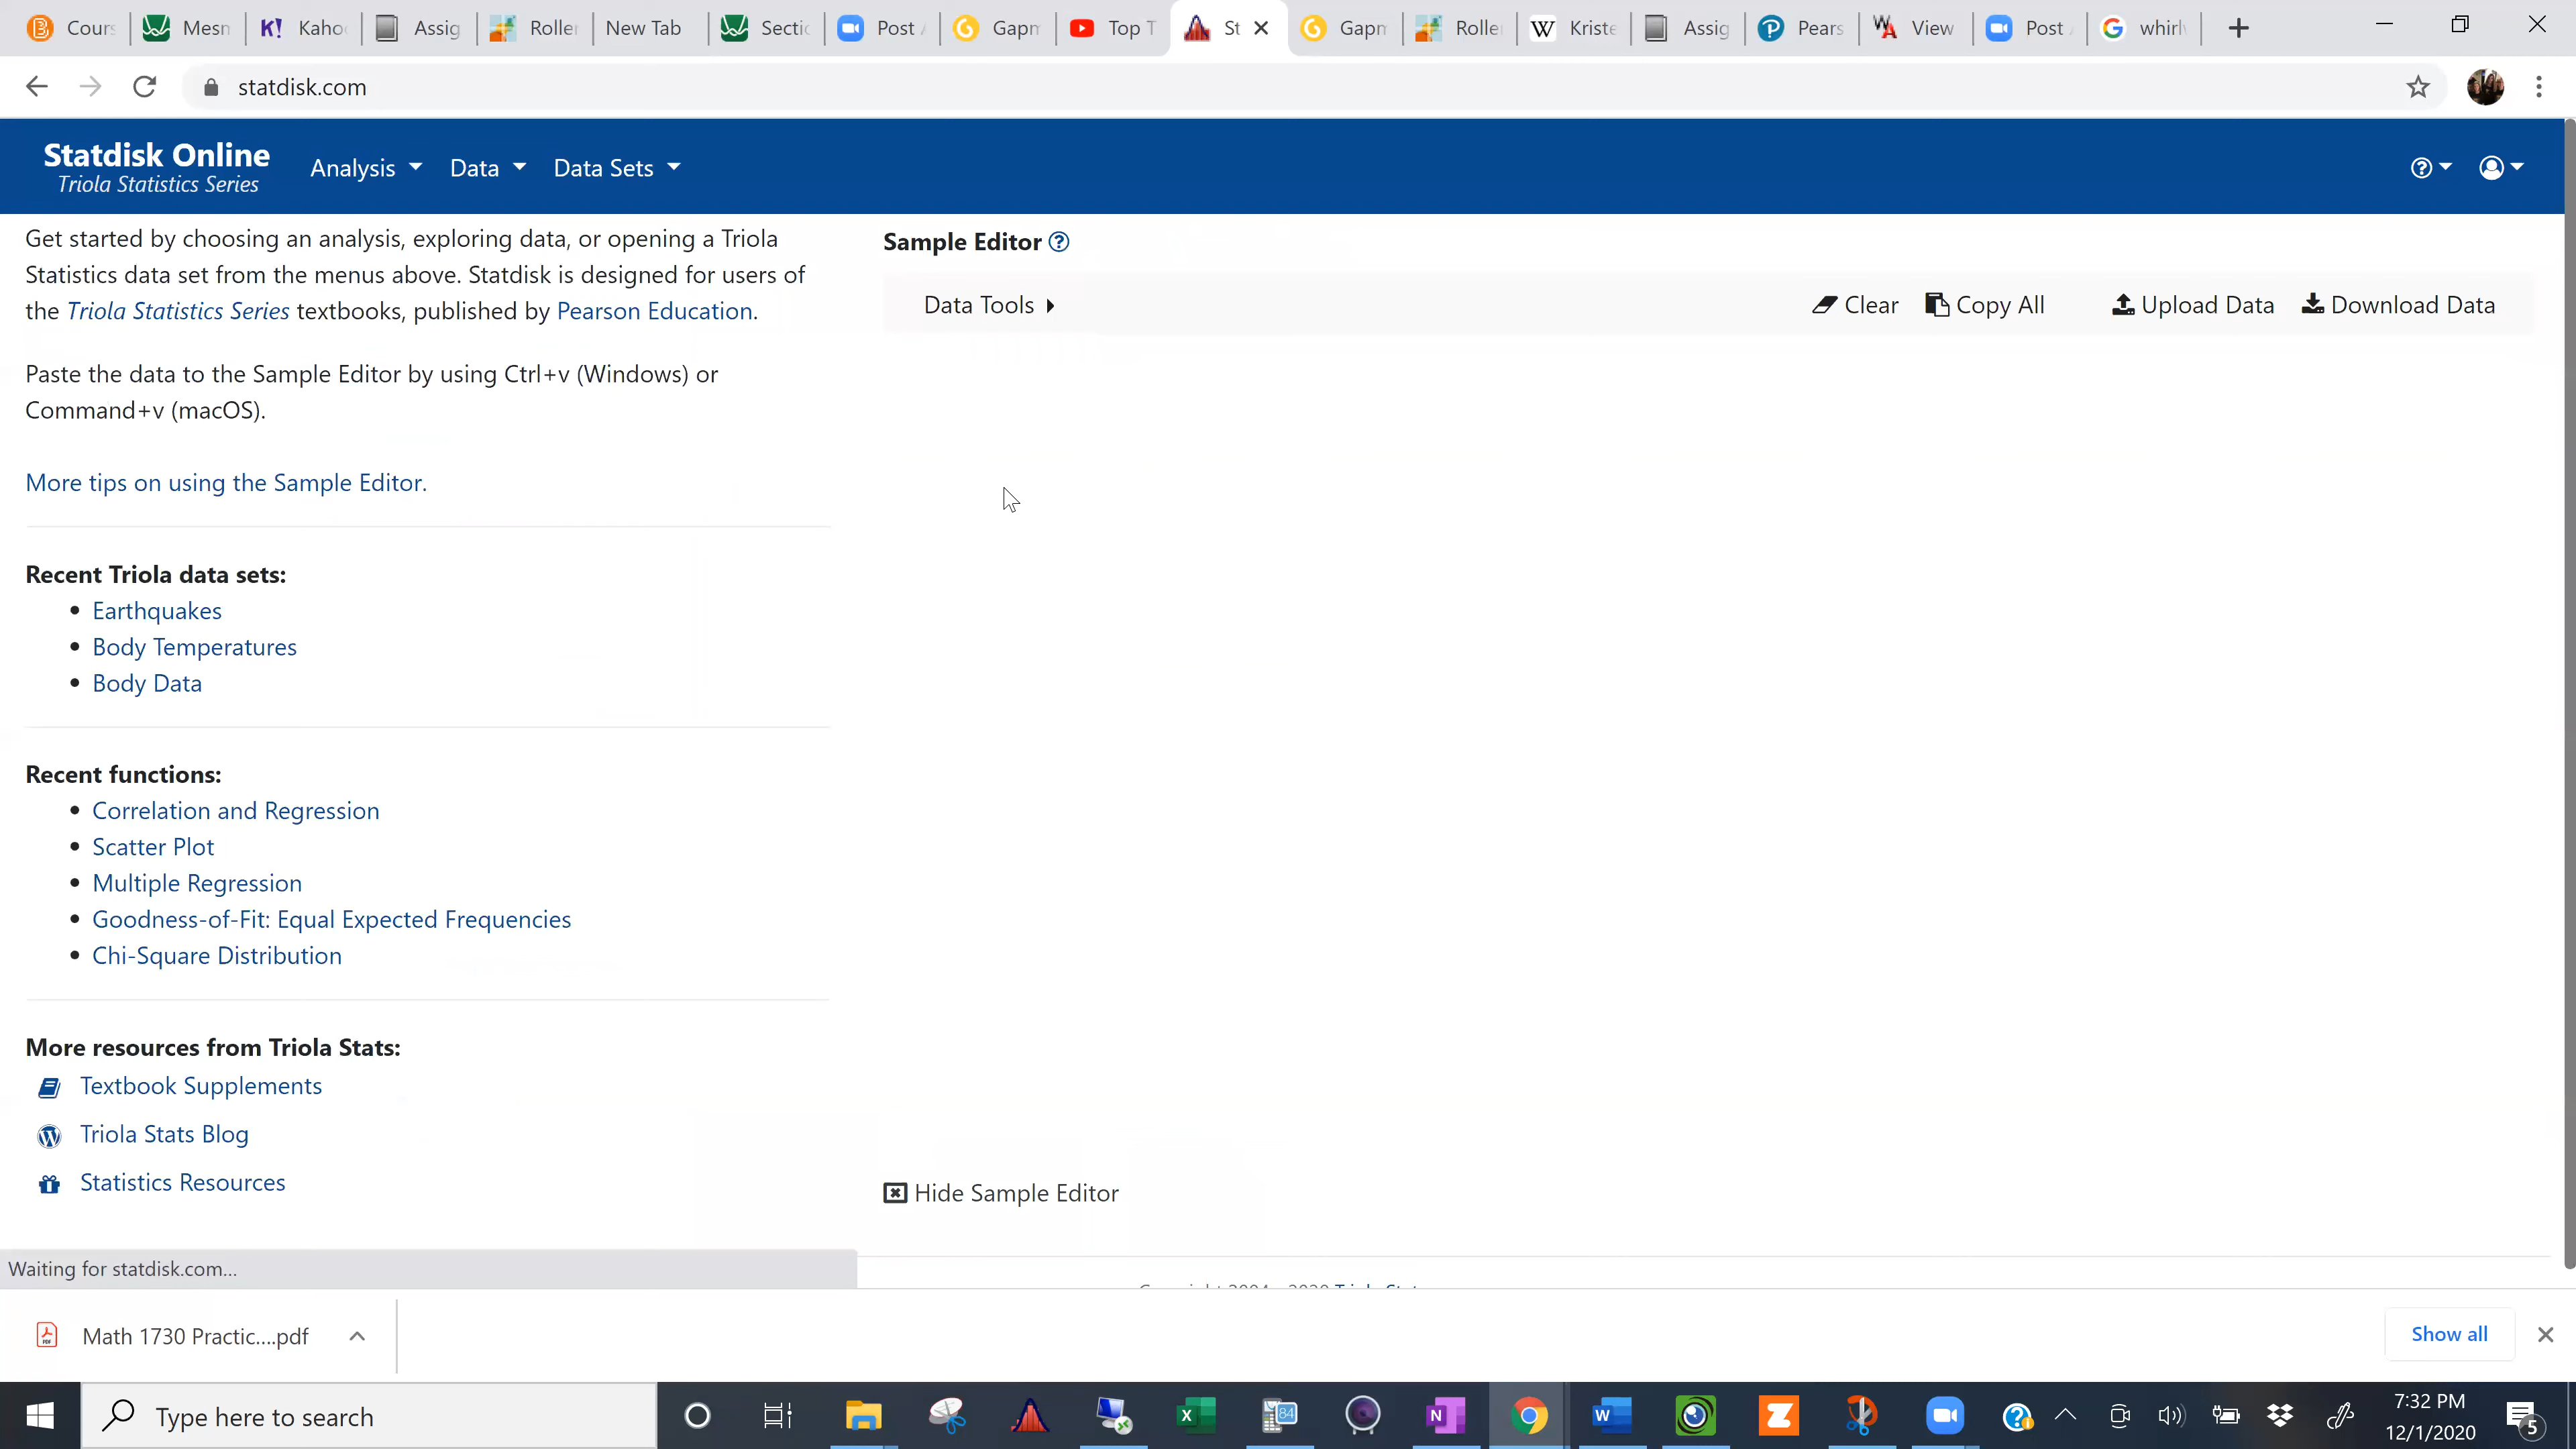 Cours
Mesm
K! Kahoo
Assig
Roller
New Tab
Sectio
Post A
Gapm
Top T
St
Gapm
Roller
W Kriste
Assig
Pears
View
Post
G whirl
statdisk.com
Statdisk Online
Triola Statistics Series
Analysis
Data
Data Sets
Get started by choosing an analysis, exploring data, or opening a Triola
Statistics data set from the menus above. Statdisk is designed for users of
the Triola Statistics Series textbooks, published by Pearson Education.
Paste the data to the Sample Editor by using Ctrl+v (Windows) or
Command+v (macOS).
More tips on using the Sample Editor.
Recent Triola data sets:
Earthquakes
Body Temperatures
Body Data
Recent functions:
Correlation and Regression
Scatter Plot
Multiple Regression
Goodness-of-Fit: Equal Expected Frequencies
Chi-Square Distribution
More resources from Triola Stats:
Textbook Supplements
Triola Stats Blog
Statistics Resources
Sample Editor
Data Tools
Clear
Copy All
Upload Data
Download Data
Hide Sample Editor
Waiting for statdisk.com...
Math 1730 Practic....pdf
Show all
Type here to search
84
7:32 PM
12/1/2020
5